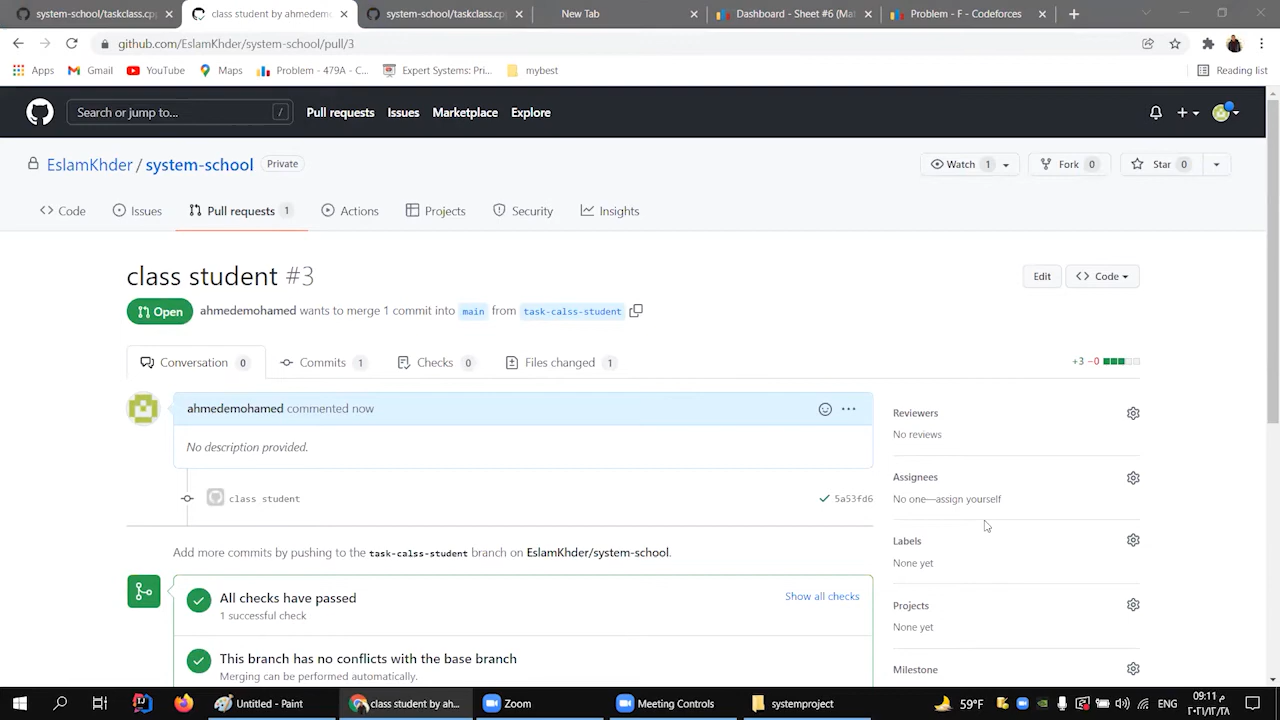 system-school/taskclass.cp
class student by ahmedemoh
system-school/taskclass.cp
New Tab
Dashboard - Sheet #6 (Ma
Problem - F - Codeforces
github.com/EslamKhder/system-school/pull/3
Apps
Gmail
YouTube
Maps
Problem - 479A - C...
Expert Systems: Pri...
mybest
Reading list
Search or jump to...
/
Pull requests
Issues
Marketplace
Explore
EslamKhder / system-school
Private
Watch 1
Fork 0
Star 0
Code
Issues
Pull requests 1
Actions
Projects
Security
Insights
class student #3
Edit
Code
Open
ahmedemohamed wants to merge 1 commit into main from task-calss-student
Conversation 0
Commits 1
Checks 0
Files changed 1
+3 −0
ahmedemohamed commented now
No description provided.
class student
5a53fd6
Reviewers
No reviews
Assignees
No one—assign yourself
Labels
None yet
Projects
None yet
Milestone
Add more commits by pushing to the task-calss-student branch on EslamKhder/system-school.
All checks have passed
1 successful check
Show all checks
This branch has no conflicts with the base branch
Merging can be performed automatically.
Untitled - Paint
class student by ah...
Zoom
Meeting Controls
systemproject
59°F
09:11 م
٢٠٢١/١٢/٢٨